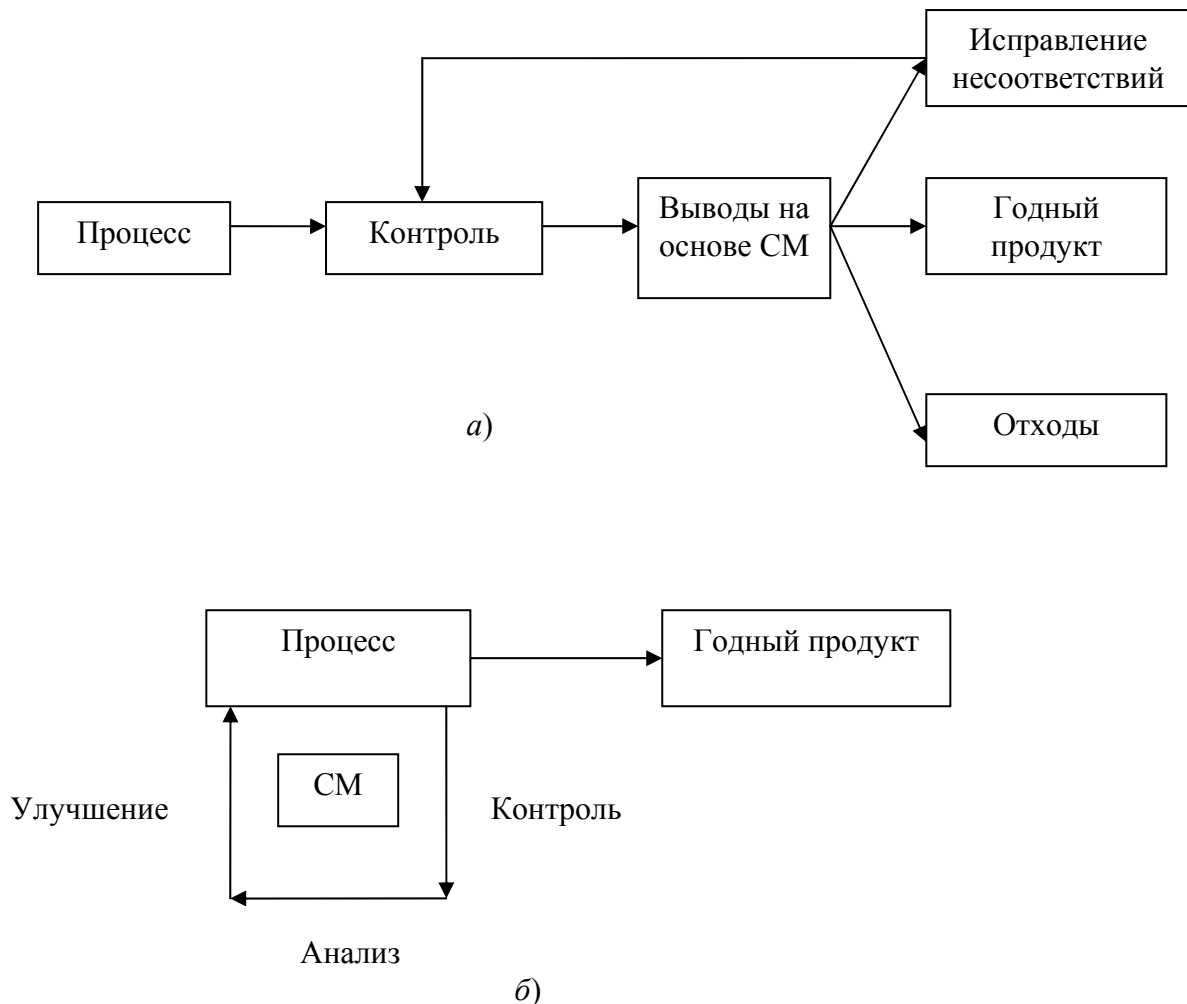 Исправление
несоответствий
Процесс
Контроль
Выводы на
основе СМ
Годный
продукт
Отходы
а)
Процесс
Годный продукт
СМ
Улучшение
Контроль
Анализ
б)